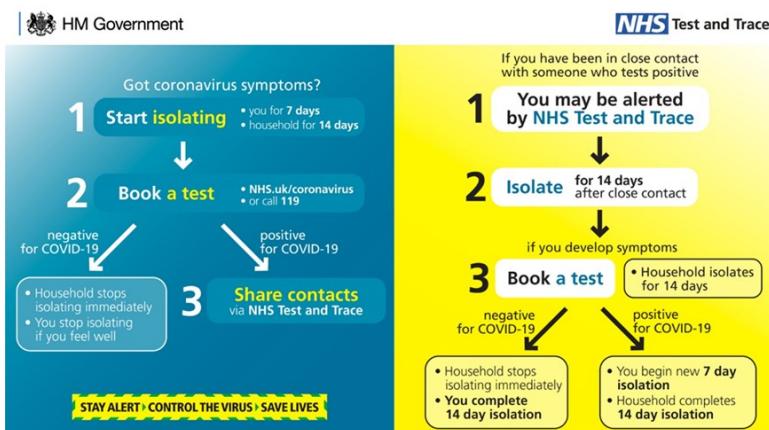 HM Government
NHS Test and Trace
Got coronavirus symptoms?
1 Start isolating
• you for 7 days
• household for 14 days
2 Book a test
• NHS.uk/coronavirus
• or call 119
negative
for COVID-19
positive
for COVID-19
• Household stops
isolating immediately
• You stop isolating
if you feel well
3 Share contacts
via NHS Test and Trace
STAY ALERT CONTROL THE VIRUS SAVE LIVES
If you have been in close contact
with someone who tests positive
1 You may be alerted
by NHS Test and Trace
2 Isolate
for 14 days
after close contact
if you develop symptoms
3 Book a test
• Household isolates
for 14 days
negative
for COVID-19
positive
for COVID-19
• Household stops
isolating immediately
• You complete
14 day isolation
• You begin new 7 day
isolation
• Household completes
14 day isolation